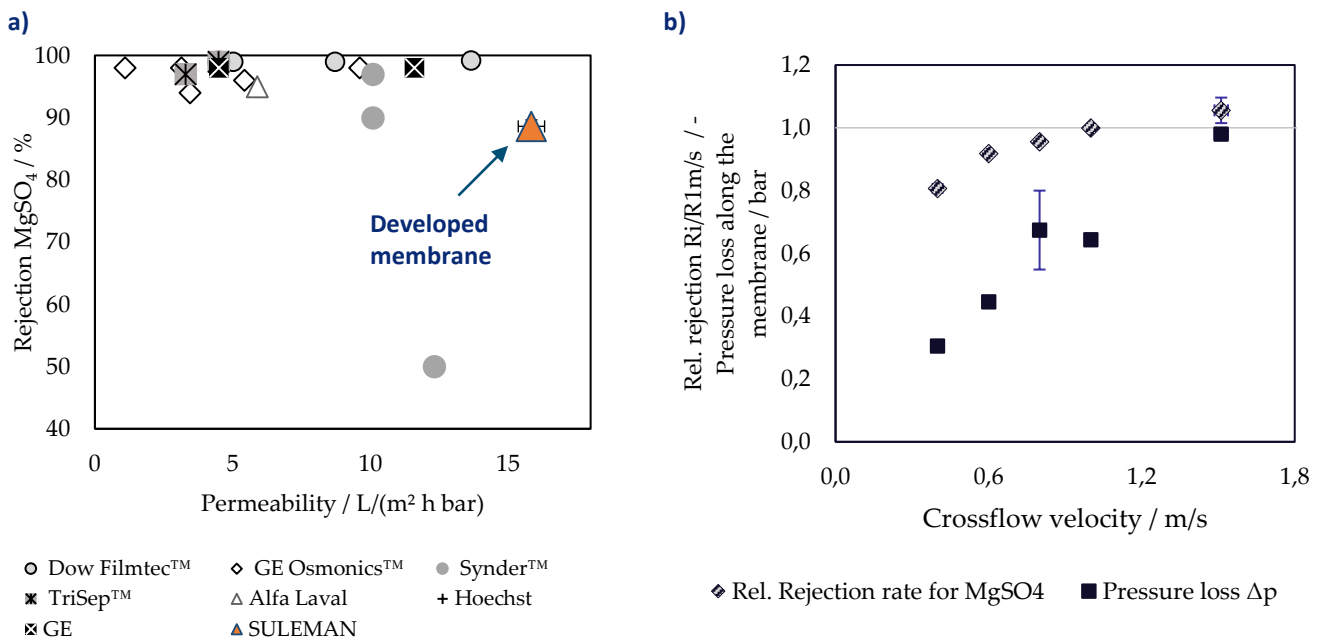 a)
100
90
80
70
60
50
40
Rejection MgSO₄ / %
0
5
10
15
Permeability / L/(m² h bar)
Developed
membrane
Dow Filmtec™
GE Osmonics™
Synder™
TriSep™
Alfa Laval
Hoechst
GE
SULEMAN
b)
1,2
1,0
0,8
0,6
0,4
0,2
0,0
Rel. rejection Ri/R1m/s / -
Pressure loss along the
membrane / bar
0,0
0,6
1,2
1,8
Crossflow velocity / m/s
Rel. Rejection rate for MgSO4
Pressure loss Δp